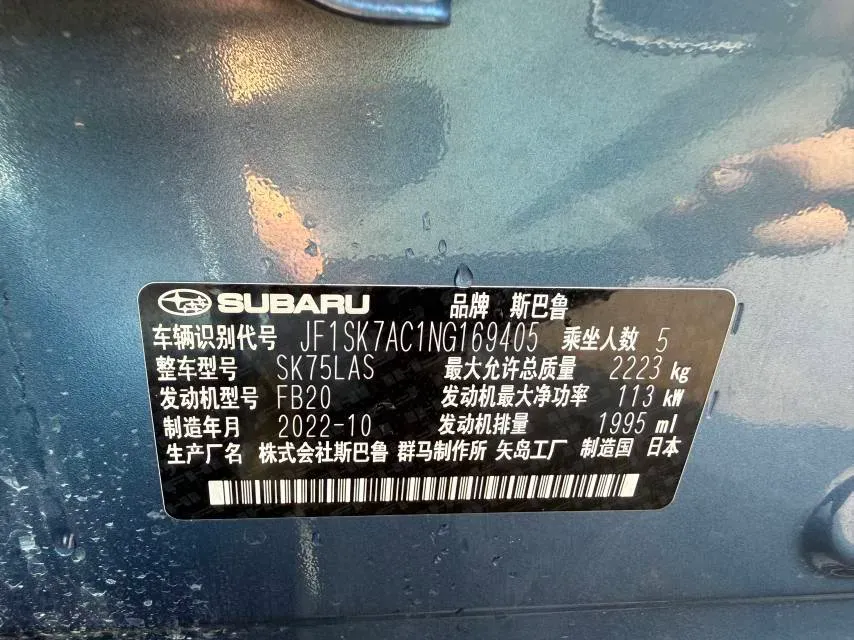 SUBARU 品牌 斯巴鲁
车辆识别代号 JF1SK7AC1NG169405 乘坐人数 5
整车型号 SK75LAS 最大允许总质量 2223 kg
发动机型号 FB20 发动机最大净功率 113 kW
制造年月 2022-10 发动机排量 1995 ml
生产厂名 株式会社斯巴鲁 群马制作所 矢岛工厂 制造国 日本